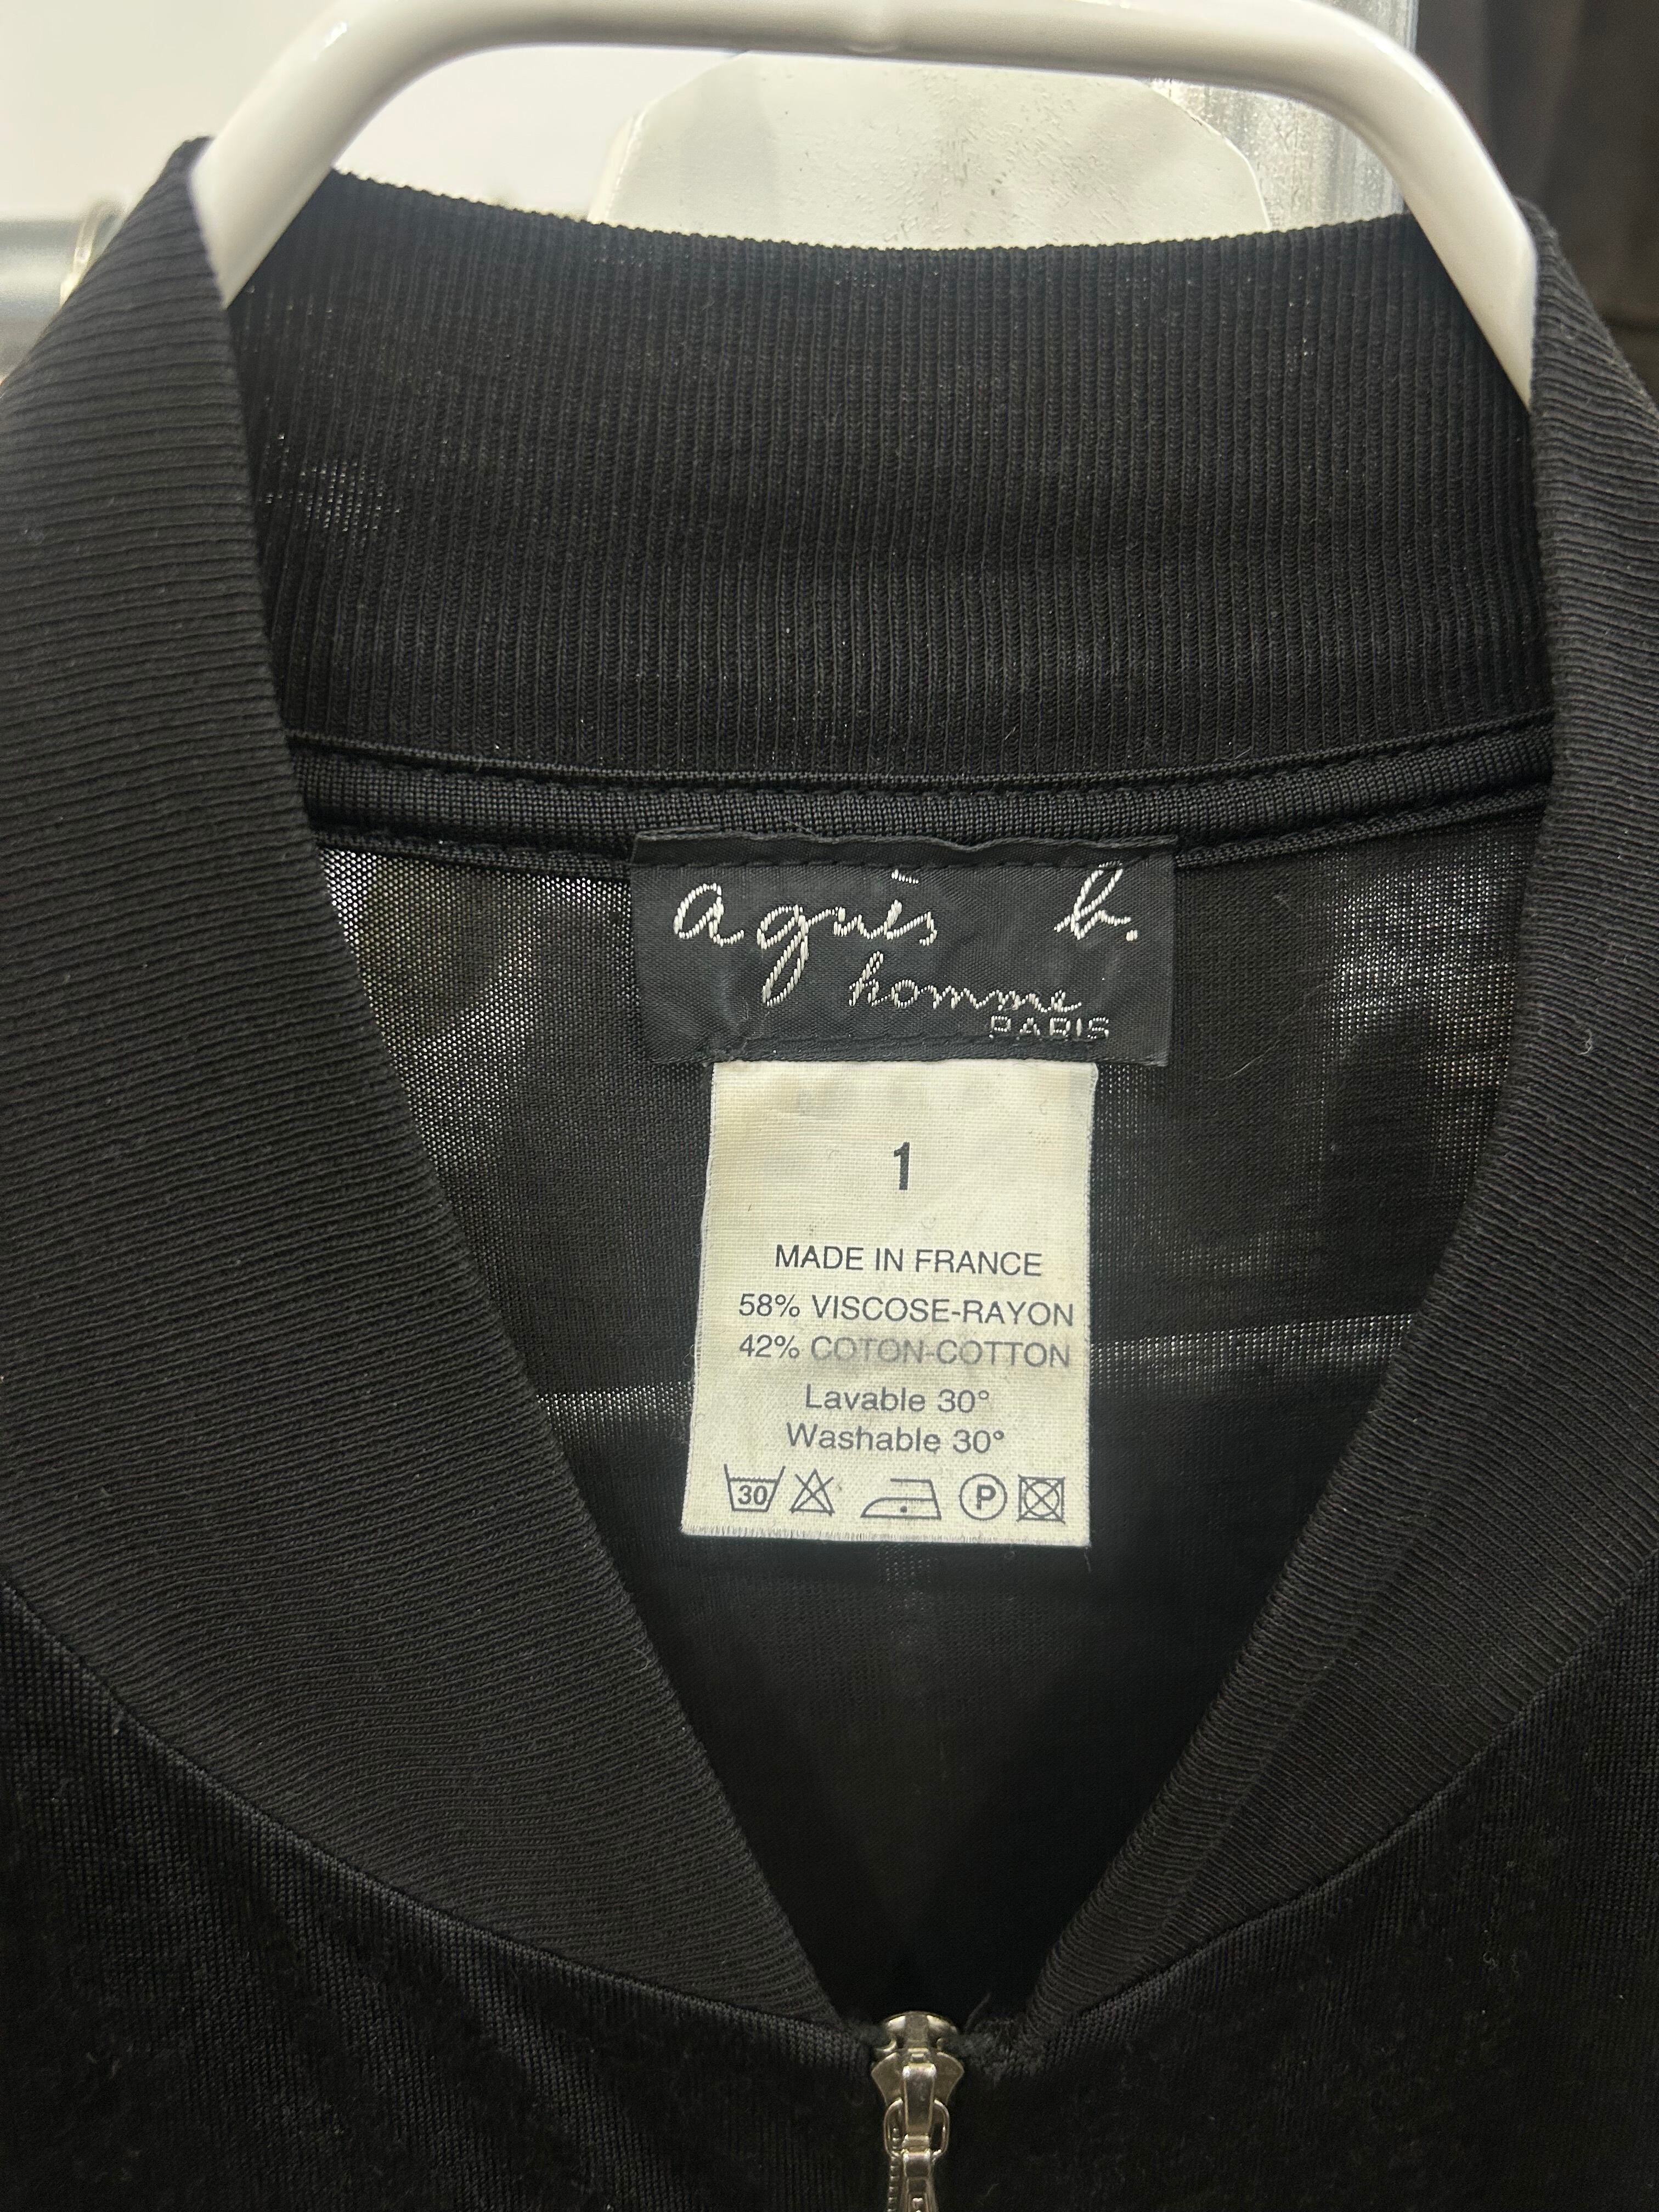 agnès b.
homme
PARIS
1
MADE IN FRANCE
58% VISCOSE-RAYON
42% COTON-COTTON
Lavable 30°
Washable 30°
30 P